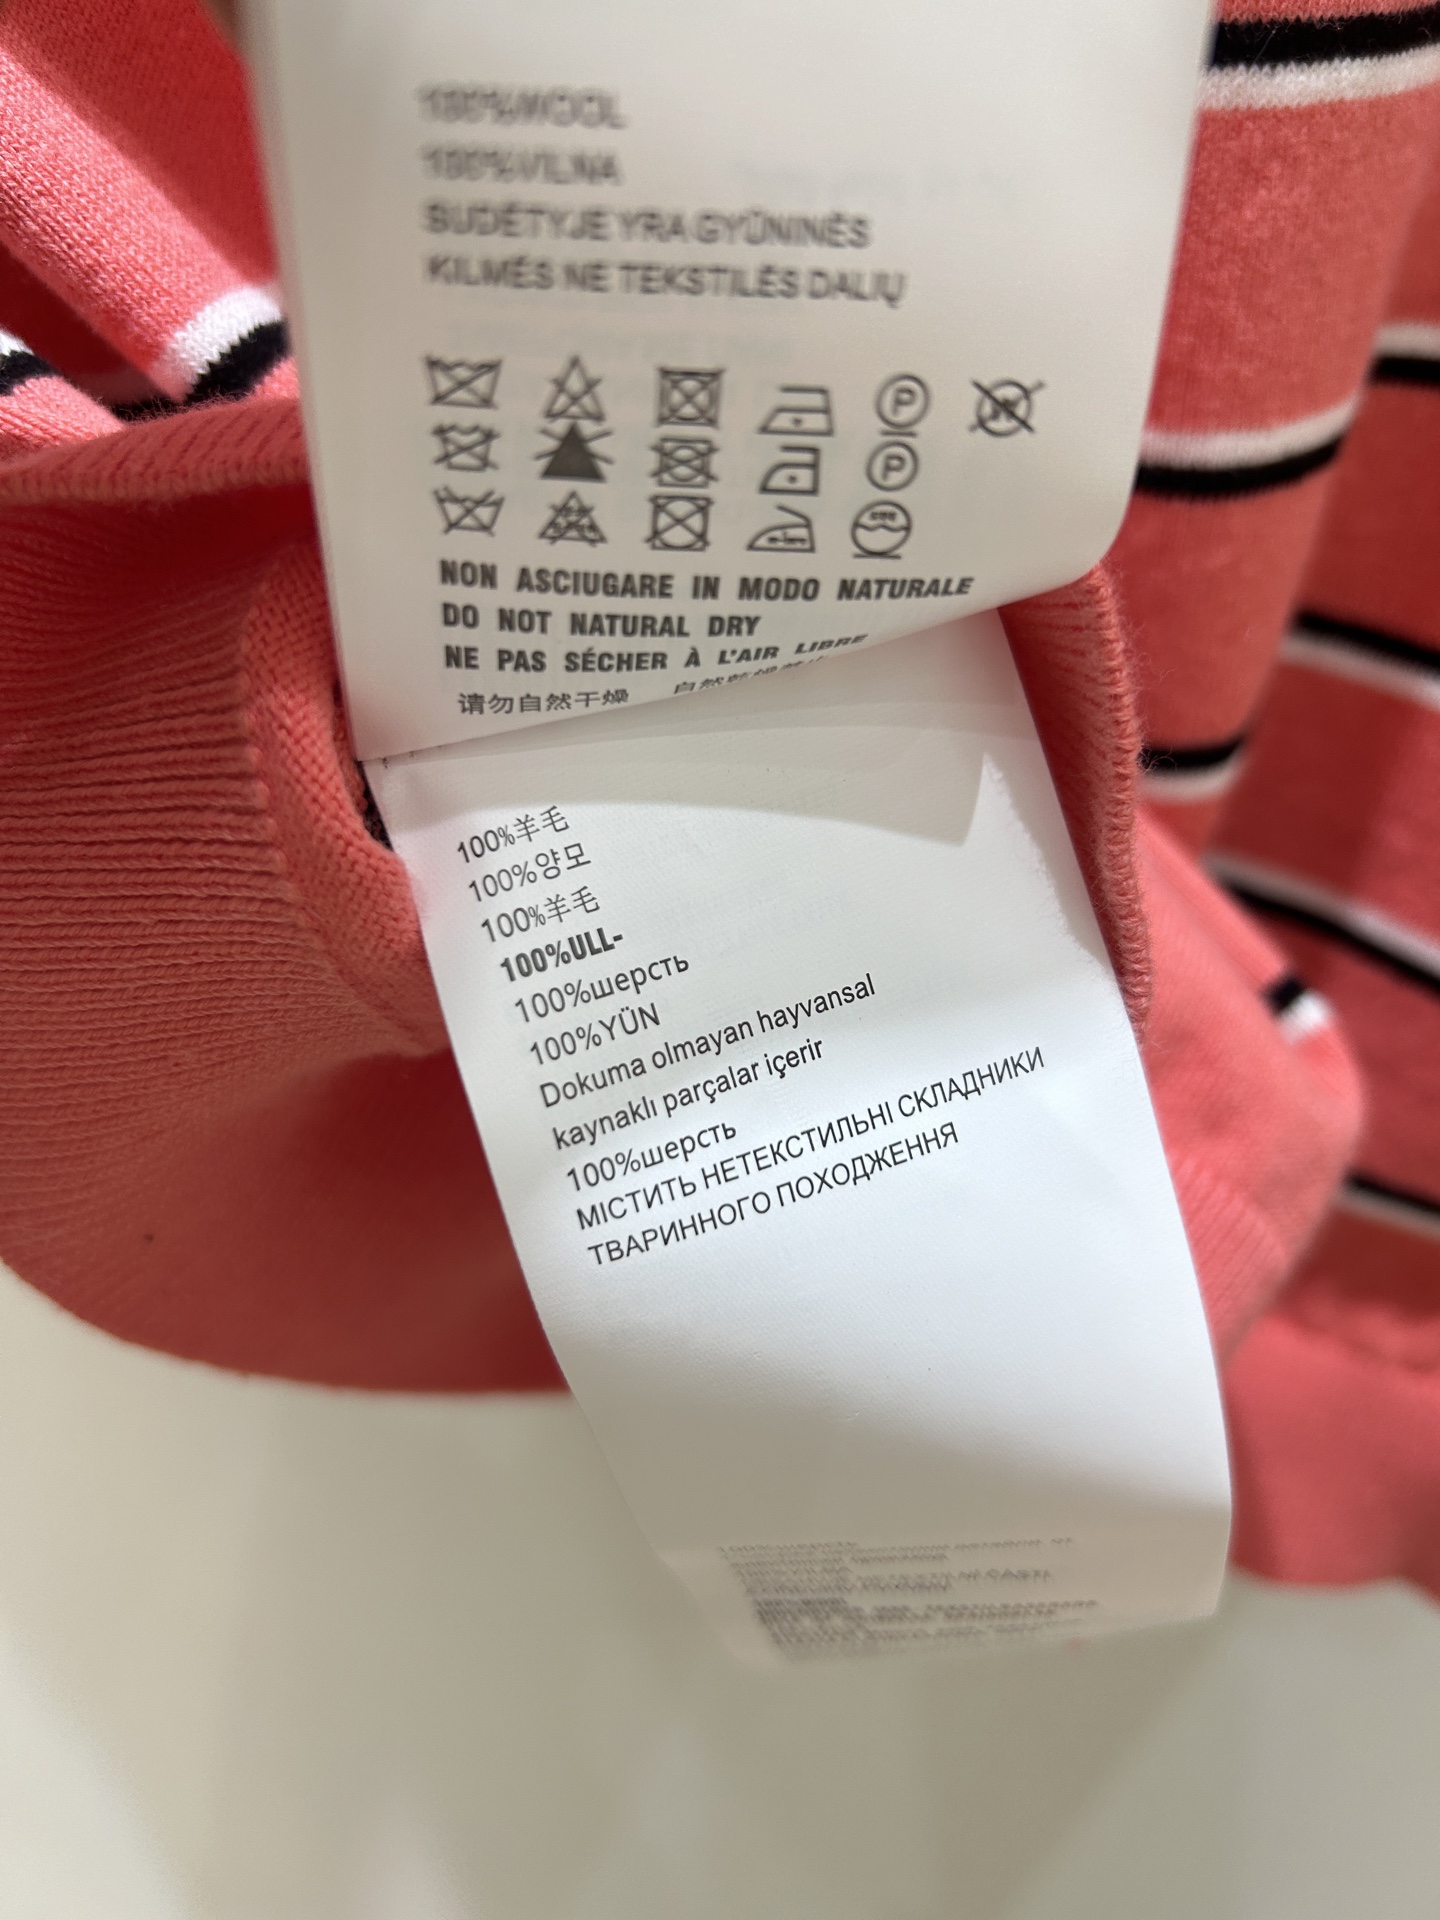 100%WOOL
100%VILNA
SUDĖTYJE YRA GYŪNINĖS
KILMĖS NE TEKSTILĖS DALIŲ
P
P
NON ASCIUGARE IN MODO NATURALE
DO NOT NATURAL DRY
NE PAS SÉCHER À L'AIR LIBRE
请勿自然干燥
100%羊毛
100%양모
100%羊毛
100%ULL-
100%шерсть
100%YÜN
Dokuma olmayan hayvansal
kaynaklı parçalar içerir
100%шерсть
МІСТИТЬ НЕТЕКСТИЛЬНІ СКЛАДНИКИ
ТВАРИННОГО ПОХОДЖЕННЯ